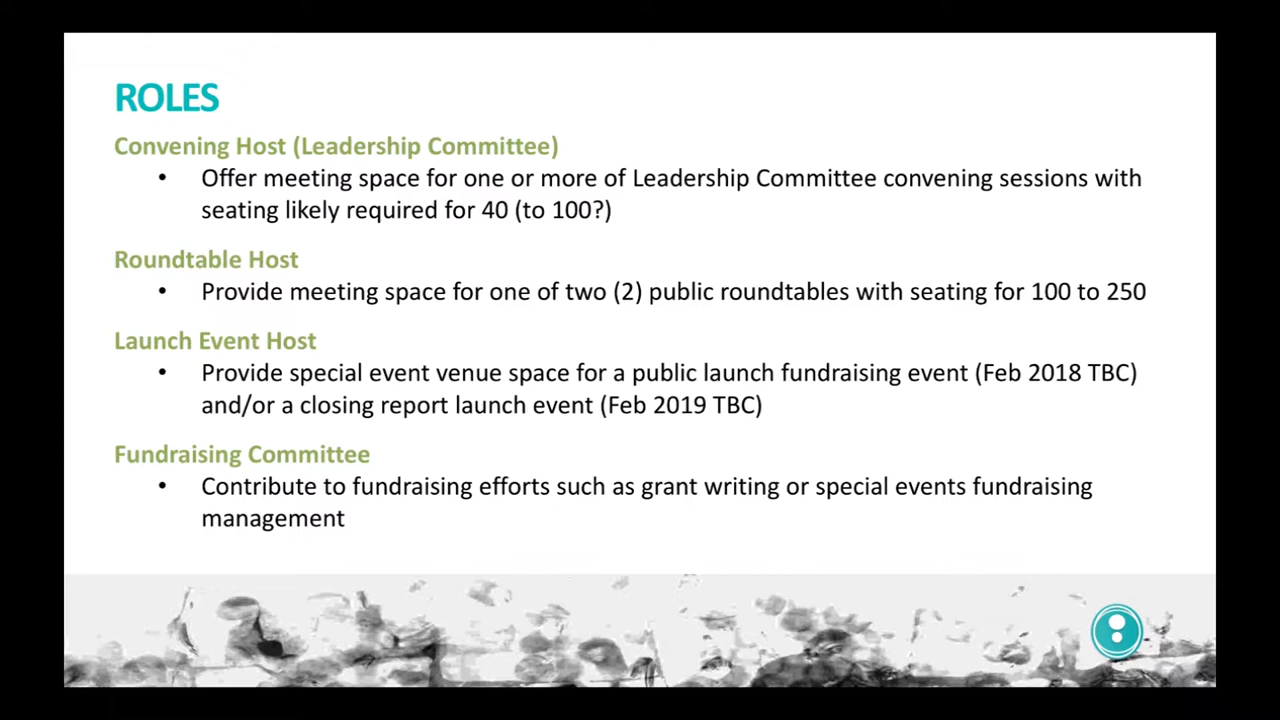 ROLES
Convening Host (Leadership Committee)
• Offer meeting space for one or more of Leadership Committee convening sessions with
seating likely required for 40 (to 100?)
Roundtable Host
• Provide meeting space for one of two (2) public roundtables with seating for 100 to 250
Launch Event Host
• Provide special event venue space for a public launch fundraising event (Feb 2018 TBC)
and/or a closing report launch event (Feb 2019 TBC)
Fundraising Committee
• Contribute to fundraising efforts such as grant writing or special events fundraising
management